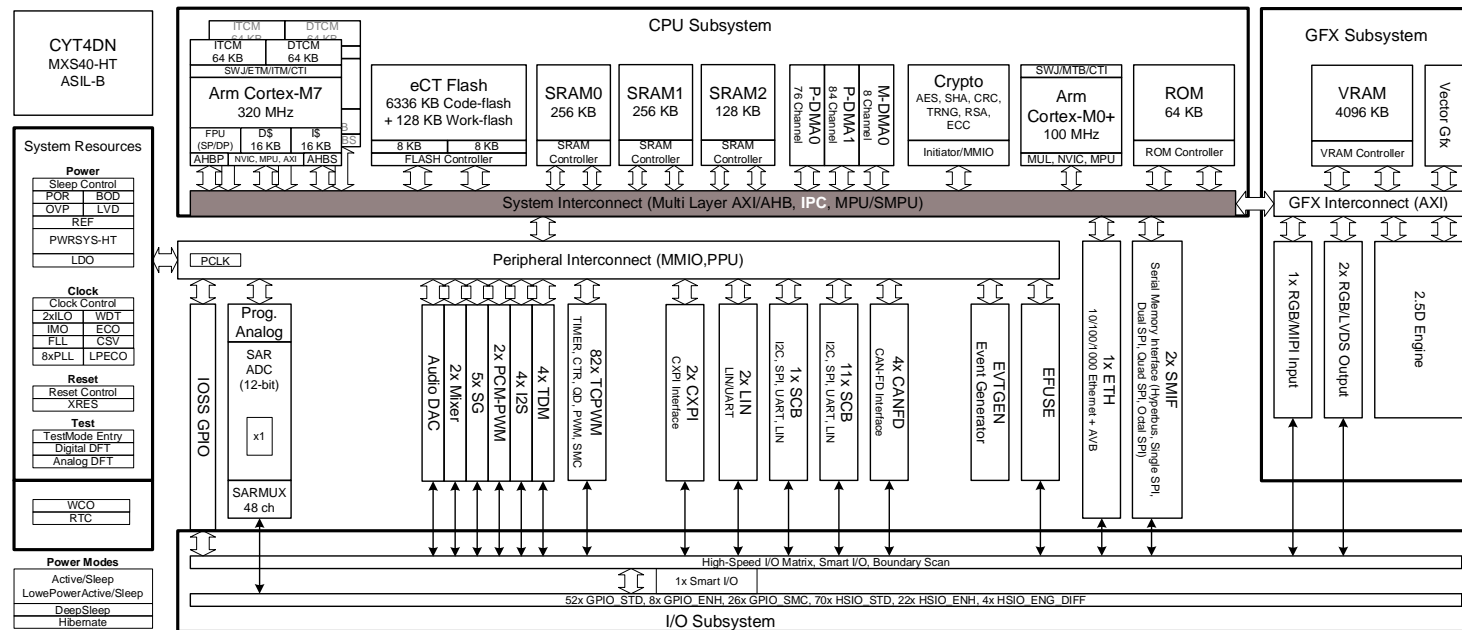 CYT4DN
MXS40-HT
ASIL-B
System Resources
Power
Sleep Control
POR BOD
OVP LVD
REF
PWRSYS-HT
LDO
Clock
Clock Control
2xILO WDT
IMO ECO
FLL CSV
8xPLL LPECO
Reset
Reset Control
XRES
Test
TestMode Entry
Digital DFT
Analog DFT
WCO
RTC
Power Modes
Active/Sleep
LowePowerActive/Sleep
DeepSleep
Hibernate
CPU Subsystem
ITCM
64 KB
DTCM
64 KB
ITCM
64 KB
DTCM
64 KB
SWJ/ETM/ITM/CTI
Arm Cortex-M7
320 MHz
FPU
(SP/DP)
D$
16 KB
I$
16 KB
AHBP
NVIC, MPU, AXI
AHBS
eCT Flash
6336 KB Code-flash
+ 128 KB Work-flash
8 KB 8 KB
FLASH Controller
SRAM0
256 KB
SRAM
Controller
SRAM1
256 KB
SRAM
Controller
SRAM2
128 KB
SRAM
Controller
P-DMA0
76 Channel
P-DMA1
84 Channel
M-DMA0
8 Channel
Crypto
AES, SHA, CRC,
TRNG, RSA,
ECC
Initiator/MMIO
SWJ/MTB/CTI
Arm
Cortex-M0+
100 MHz
MUL, NVIC, MPU
ROM
64 KB
ROM Controller
System Interconnect (Multi Layer AXI/AHB, IPC, MPU/SMPU)
GFX Subsystem
VRAM
4096 KB
VRAM Controller
Vector Gfx
GFX Interconnect (AXI)
1x RGB/MIPI Input
2x RGB/LVDS Output
2.5D Engine
PCLK
Peripheral Interconnect (MMIO,PPU)
IOSS GPIO
Prog.
Analog
SAR
ADC
(12-bit)
x1
SARMUX
48 ch
Audio DAC
2x Mixer
5x SG
2x PCM-PWM
4x I2S
4x TDM
82x TCPWM
TIMER, CTR, QD, PWM, SMC
2x CXPI
CXPI Interface
2x LIN
LIN/UART
1x SCB
I2C, SPI, UART, LIN
11x SCB
I2C, SPI, UART, LIN
4x CANFD
CAN-FD Interface
EVTGEN
Event Generator
EFUSE
1x ETH
10/100/1000 Ethernet + AVB
2x SMIF
Serial Memory Interface (Hyperbus, Single SPI,
Dual SPI, Quad SPI, Octal SPI)
High-Speed I/O Matrix, Smart I/O, Boundary Scan
1x Smart I/O
52x GPIO_STD, 8x GPIO_ENH, 26x GPIO_SMC, 70x HSIO_STD, 22x HSIO_ENH, 4x HSIO_ENG_DIFF
I/O Subsystem